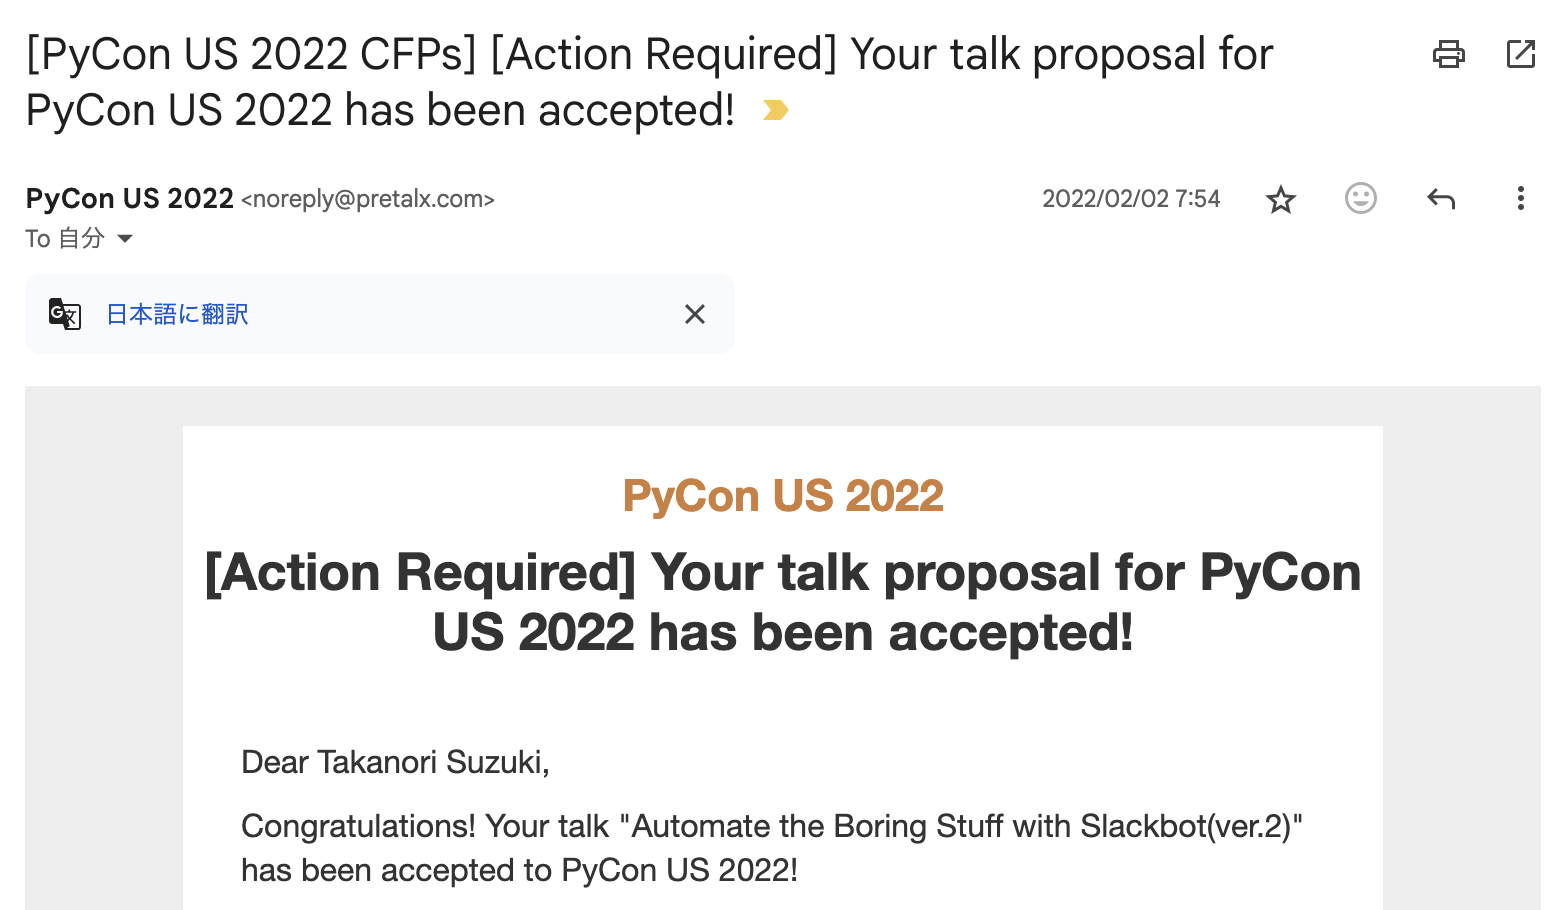 [PyCon US 2022 CFPs] [Action Required] Your talk proposal for
PyCon US 2022 has been accepted!
PyCon US 2022 <noreply@pretalx.com>
2022/02/02 7:54
To 自分
日本語に翻訳
PyCon US 2022
[Action Required] Your talk proposal for PyCon
US 2022 has been accepted!
Dear Takanori Suzuki,
Congratulations! Your talk "Automate the Boring Stuff with Slackbot(ver.2)"
has been accepted to PyCon US 2022!